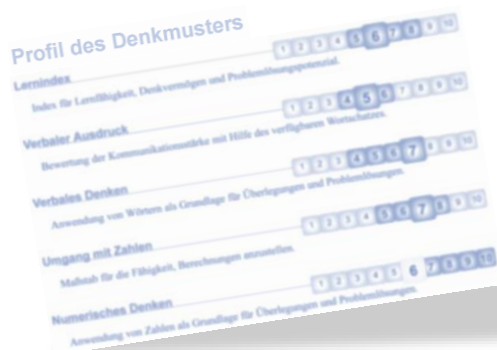 Profil des Denkmusters
Lernindex 1 2 3 4 5 6 7 8 9 10
Index für Lernfähigkeit, Denkvermögen und Problemlösungspotenzial.
Verbaler Ausdruck 1 2 3 4 5 6 7 8 9 10
Bewertung der Kommunikationsstärke mit Hilfe des verfügbaren Wortschatzes.
Verbales Denken 1 2 3 4 5 6 7 8 9 10
Anwendung von Wörtern als Grundlage für Überlegungen und Problemlösungen.
Umgang mit Zahlen 1 2 3 4 5 6 7 8 9 10
Maßstab für die Fähigkeit, Berechnungen anzustellen.
Numerisches Denken 1 2 3 4 5 6 7 8 9 10
Anwendung von Zahlen als Grundlage für Überlegungen und Problemlösungen.